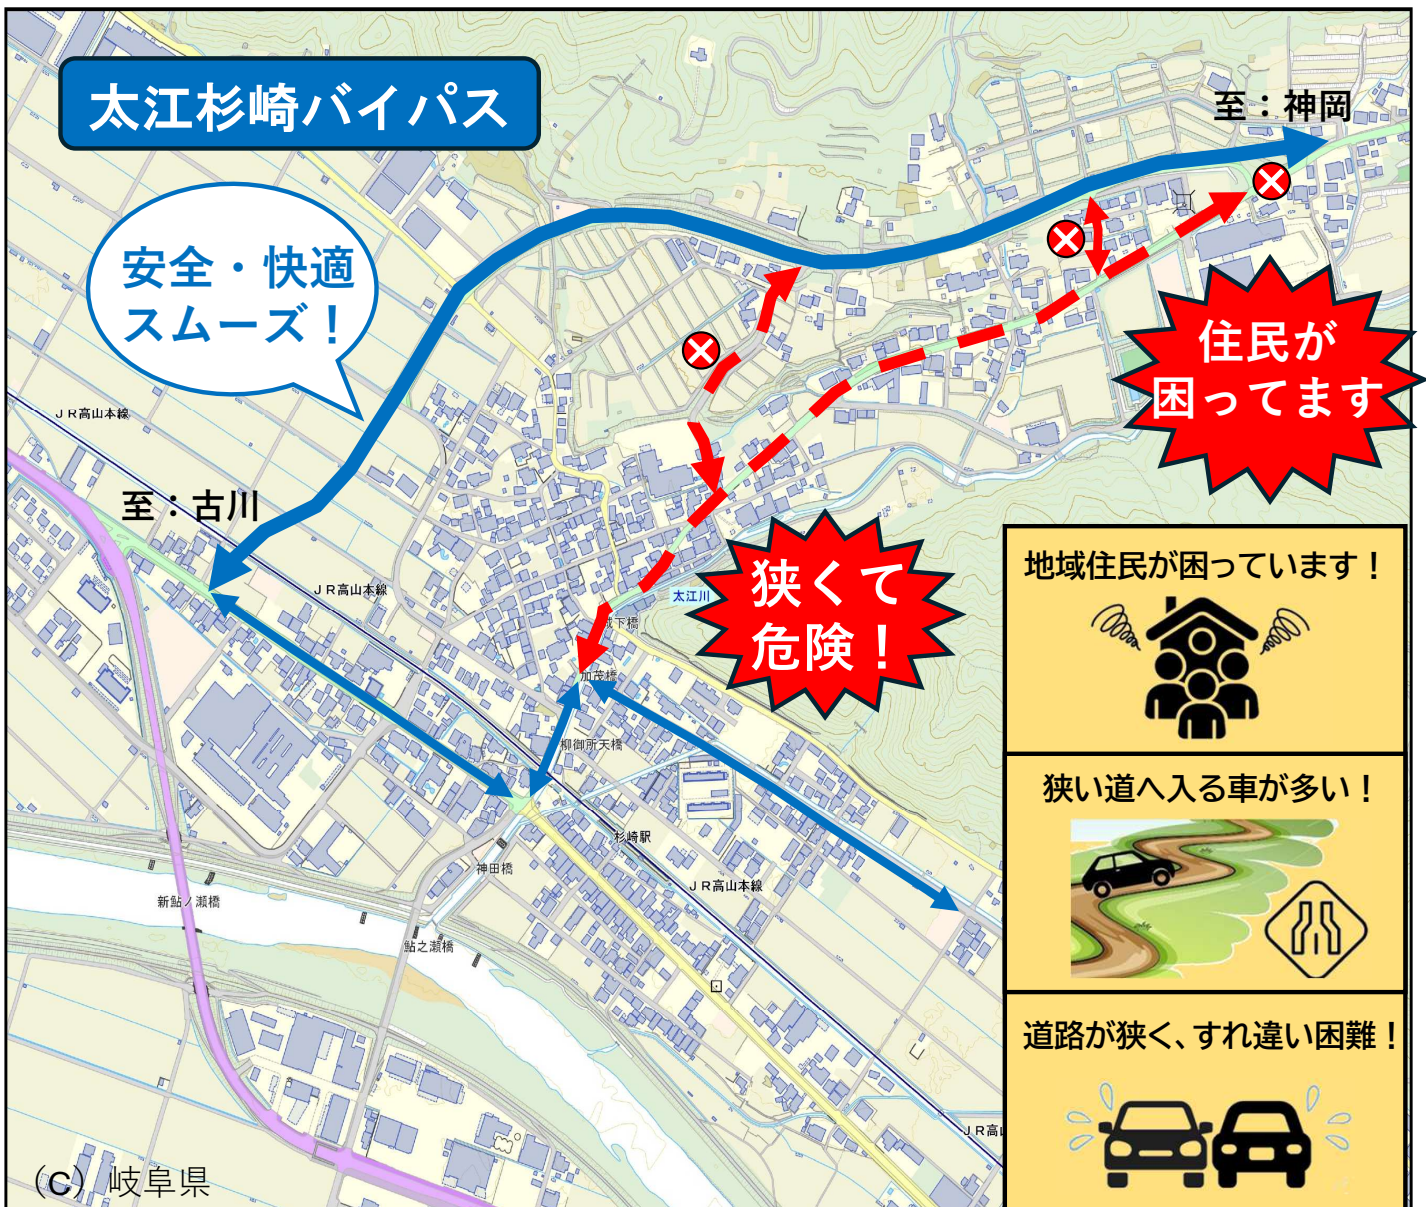 太江杉崎バイパス
至：神岡
安全・快適
スムーズ！
住民が
困ってます
ＪＲ高山本線
至：古川
ＪＲ高山本線
狭くて
危険！
太江川
城下橋
加茂橋
柳御所天橋
杉崎駅
神田橋
ＪＲ高山本線
新鮎ノ瀬橋
鮎之瀬橋
地域住民が困っています！
狭い道へ入る車が多い！
道路が狭く、すれ違い困難！
ＪＲ高山
（C）岐阜県